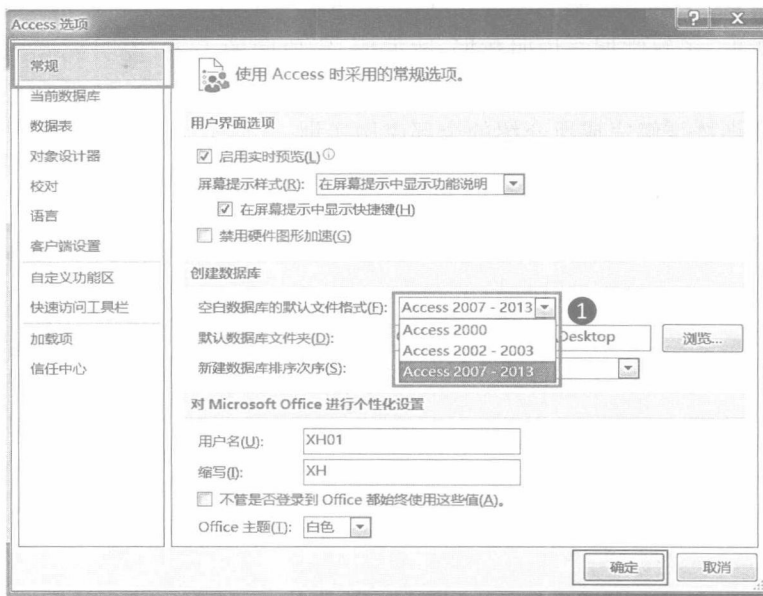 Access 选项
? X
常规
当前数据库
数据表
对象设计器
校对
语言
客户端设置
自定义功能区
快速访问工具栏
加载项
信任中心
使用 Access 时采用的常规选项。
用户界面选项
启用实时预览(L)
屏幕提示样式(R): 在屏幕提示中显示功能说明
在屏幕提示中显示快捷键(H)
禁用硬件图形加速(G)
创建数据库
空白数据库的默认文件格式(F): Access 2007 - 2013 1
Access 2000
默认数据库文件夹(D): Access 2002 - 2003 Desktop 浏览...
新建数据库排序次序(S): Access 2007 - 2013
对 Microsoft Office 进行个性化设置
用户名(U): XH01
缩写(I): XH
不管是否登录到 Office 都始终使用这些值(A)。
Office 主题(T): 白色
确定 取消